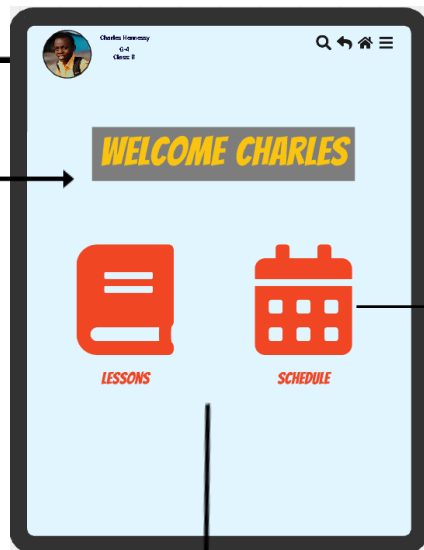 Charles Hennessy
G-4
Class: B
WELCOME CHARLES
LESSONS
SCHEDULE